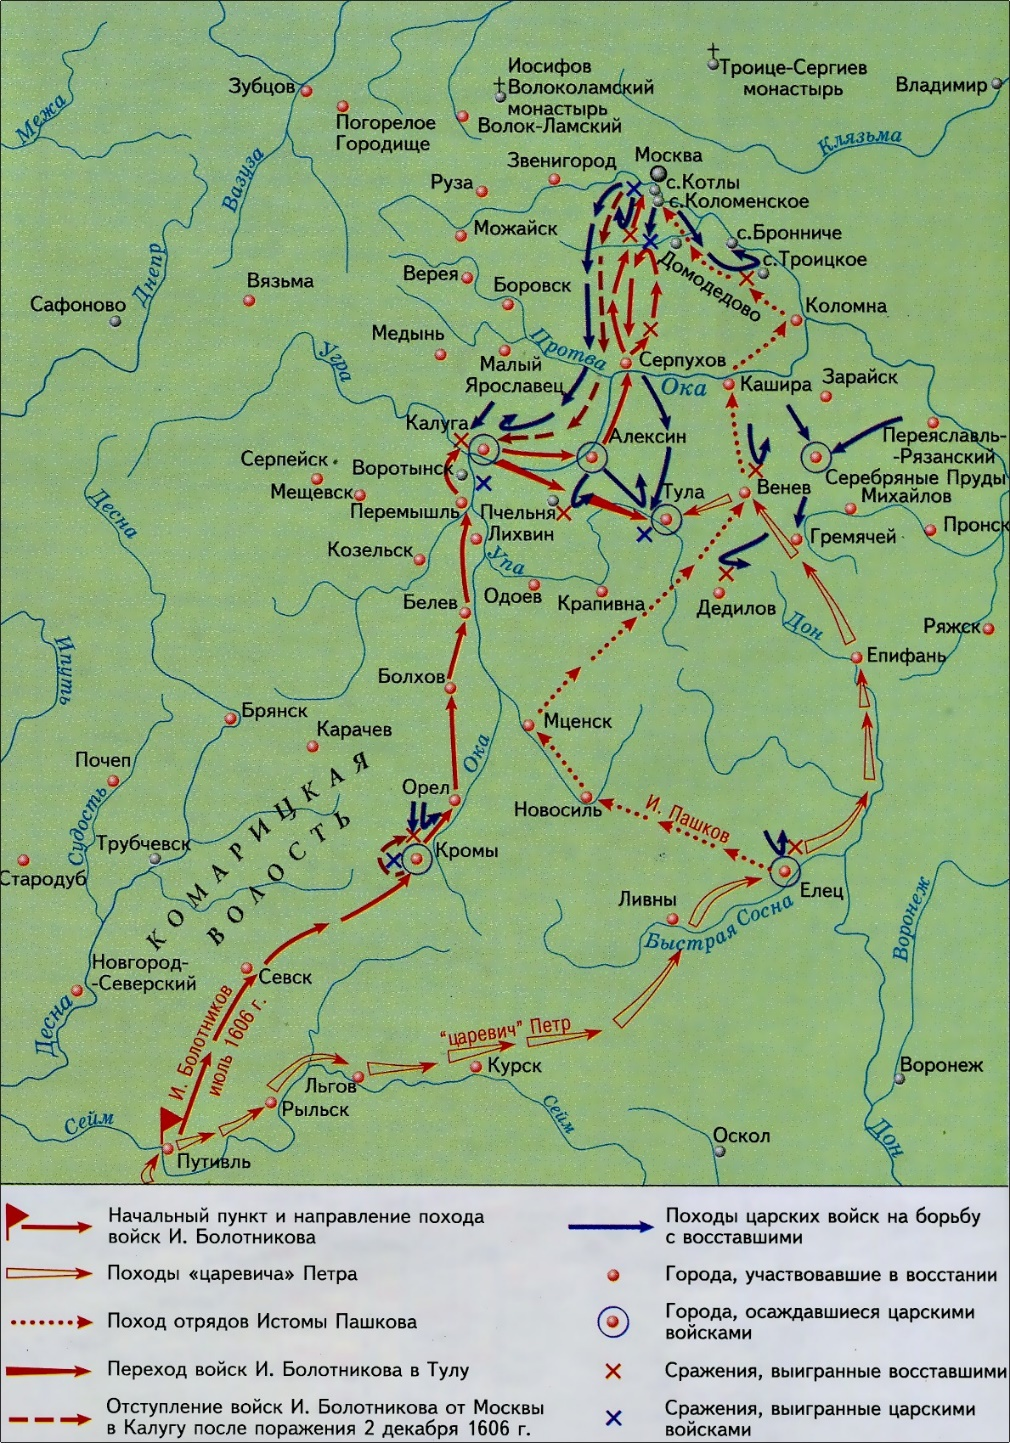 Иосифов
Волоколамский
монастырь
Троице-Сергиев
монастырь
Владимир
Зубцов
Погорелое
Городище
Волок-Ламский
Межа
Вазуза
Клязьма
Звенигород
Москва
Руза
с.Котлы
с.Коломенское
Можайск
с.Бронниче
с.Троицкое
Домодедово
Днепр
Верея
Боровск
Вязьма
Сафоново
Коломна
Медынь
Малый
Ярославец
Протва
Серпухов
Угра
Ока
Кашира
Зарайск
Калуга
Алексин
Переяславль-
-Рязанский
Серпейск
Воротынск
Серебряные Пруды
Мещевск
Тула
Венев
Михайлов
Перемышль
Пчельня
Лихвин
Гремячей
Пронск
Десна
Козельск
Упа
Одоев
Крапивна
Белев
Дедилов
Дон
Ряжск
Епифань
Ипуть
Болхов
Брянск
Карачев
Мценск
Почеп
Ока
Орел
Новосиль
И. Пашков
Судость
КОМАРИЦКАЯ
ВОЛОСТЬ
Трубчевск
Кромы
Стародуб
Елец
Ливны
Быстрая Сосна
Воронеж
Новгород-
-Северский
Севск
Десна
И. Болотников
июль 1606 г.
"царевич" Петр
Льгов
Курск
Воронеж
Рыльск
Сейм
Сейм
Оскол
Дон
Путивль
Начальный пункт и направление похода
войск И. Болотникова
Походы «царевича» Петра
Поход отрядов Истомы Пашкова
Переход войск И. Болотникова в Тулу
Отступление войск И. Болотникова от Москвы
в Калугу после поражения 2 декабря 1606 г.
Походы царских войск на борьбу
с восставшими
Города, участвовавшие в восстании
Города, осаждавшиеся царскими
войсками
Сражения, выигранные восставшими
Сражения, выигранные царскими
войсками